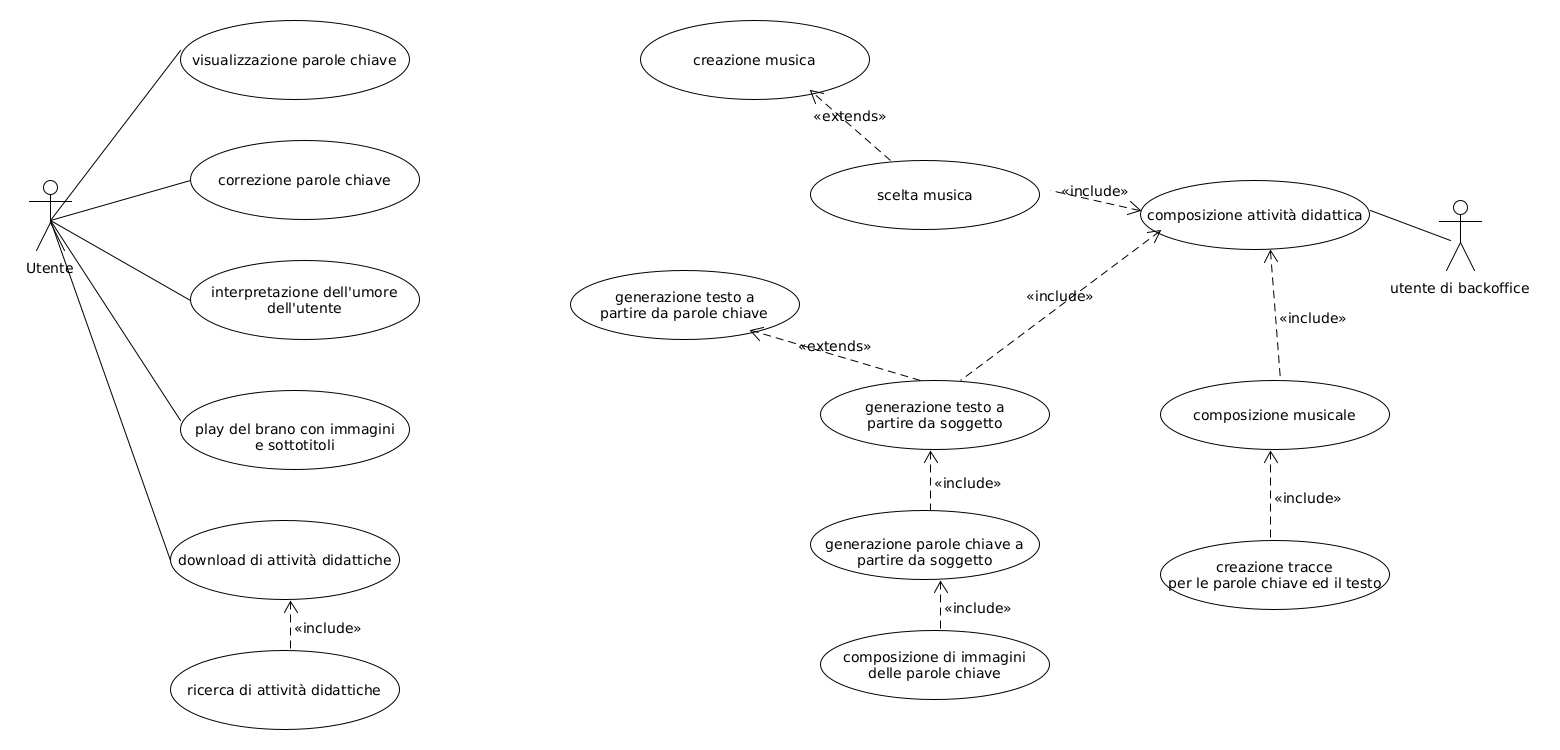 visualizzazione parole chiave
correzione parole chiave
Utente
interpretazione dell'umore
dell'utente
play del brano con immagini
e sottotitoli
download di attività didattiche
«include»
ricerca di attività didattiche
creazione musica
«extends»
scelta musica
«include»
composizione attività didattica
utente di backoffice
generazione testo a
partire da parole chiave
«include»
«include»
«extends»
generazione testo a
partire da soggetto
composizione musicale
«include»
«include»
generazione parole chiave a
partire da soggetto
creazione tracce
per le parole chiave ed il testo
«include»
composizione di immagini
delle parole chiave